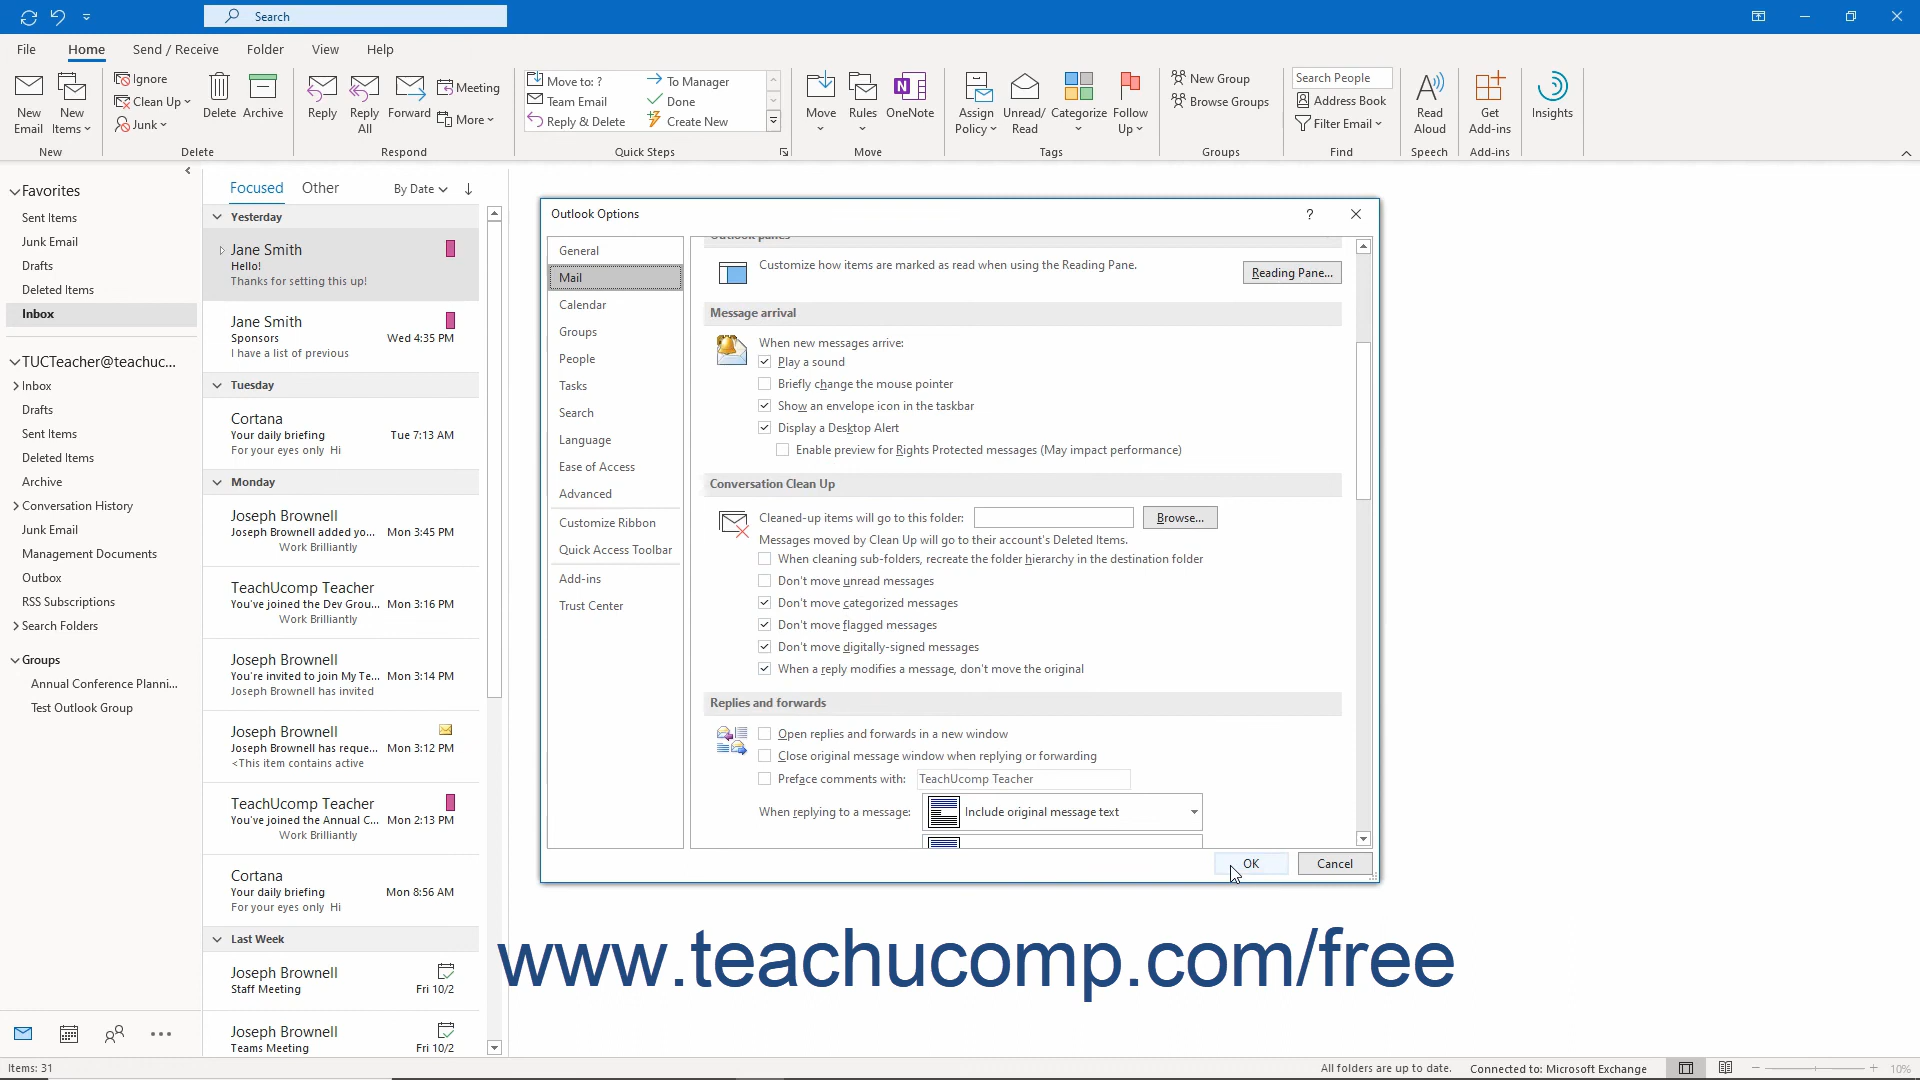 Search
File Home Send / Receive Folder View Help
New Email
New Items
New
Ignore
Clean Up
Junk
Delete
Archive
Delete
Reply
Reply All
Forward
Meeting
More
Respond
Move to: ?
Team Email
Reply & Delete
To Manager
Done
Create New
Quick Steps
Move
Rules
OneNote
Move
Assign Policy
Unread/ Read
Categorize
Follow Up
Tags
New Group
Browse Groups
Groups
Search People
Address Book
Filter Email
Find
Read Aloud
Speech
Get Add-ins
Add-ins
Insights
Favorites
Sent Items
Junk Email
Drafts
Deleted Items
Inbox
TUCTeacher@teachuc...
Inbox
Drafts
Sent Items
Deleted Items
Archive
Conversation History
Junk Email
Management Documents
Outbox
RSS Subscriptions
Search Folders
Groups
Annual Conference Planni...
Test Outlook Group
Focused Other By Date
Yesterday
Jane Smith
Hello!
Thanks for setting this up!
Jane Smith
Sponsors Wed 4:35 PM
I have a list of previous
Tuesday
Cortana
Your daily briefing Tue 7:13 AM
For your eyes only Hi
Monday
Joseph Brownell
Joseph Brownell added yo... Mon 3:45 PM
Work Brilliantly
TeachUcomp Teacher
You've joined the Dev Grou... Mon 3:16 PM
Work Brilliantly
Joseph Brownell
You're invited to join My Te... Mon 3:14 PM
Joseph Brownell has invited
Joseph Brownell
Joseph Brownell has reque... Mon 3:12 PM
<This item contains active
TeachUcomp Teacher
You've joined the Annual C... Mon 2:13 PM
Work Brilliantly
Cortana
Your daily briefing Mon 8:56 AM
For your eyes only Hi
Last Week
Joseph Brownell
Staff Meeting Fri 10/2
Joseph Brownell
Teams Meeting Fri 10/2
Outlook Options ?
General
Mail
Calendar
Groups
People
Tasks
Search
Language
Ease of Access
Advanced
Customize Ribbon
Quick Access Toolbar
Add-ins
Trust Center
Outlook panes
Customize how items are marked as read when using the Reading Pane. Reading Pane...
Message arrival
When new messages arrive:
Play a sound
Briefly change the mouse pointer
Show an envelope icon in the taskbar
Display a Desktop Alert
Enable preview for Rights Protected messages (May impact performance)
Conversation Clean Up
Cleaned-up items will go to this folder: Browse...
Messages moved by Clean Up will go to their account's Deleted Items.
When cleaning sub-folders, recreate the folder hierarchy in the destination folder
Don't move unread messages
Don't move categorized messages
Don't move flagged messages
Don't move digitally-signed messages
When a reply modifies a message, don't move the original
Replies and forwards
Open replies and forwards in a new window
Close original message window when replying or forwarding
Preface comments with: TeachUcomp Teacher
When replying to a message: Include original message text
OK Cancel
www.teachucomp.com/free
Items: 31 All folders are up to date. Connected to: Microsoft Exchange 10%